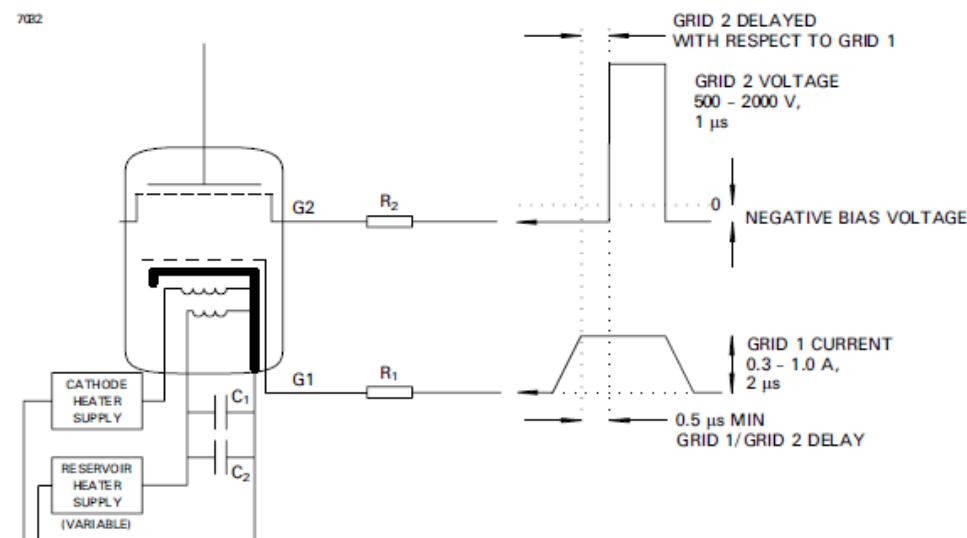 7082
GRID 2 DELAYED
WITH RESPECT TO GRID 1
GRID 2 VOLTAGE
500 – 2000 V,
1 μs
0
NEGATIVE BIAS VOLTAGE
G2
R2
GRID 1 CURRENT
0.3 – 1.0 A,
2 μs
G1
R1
0.5 μs MIN
GRID 1/GRID 2 DELAY
CATHODE
HEATER
SUPPLY
C1
C2
RESERVOIR
HEATER
SUPPLY
(VARIABLE)